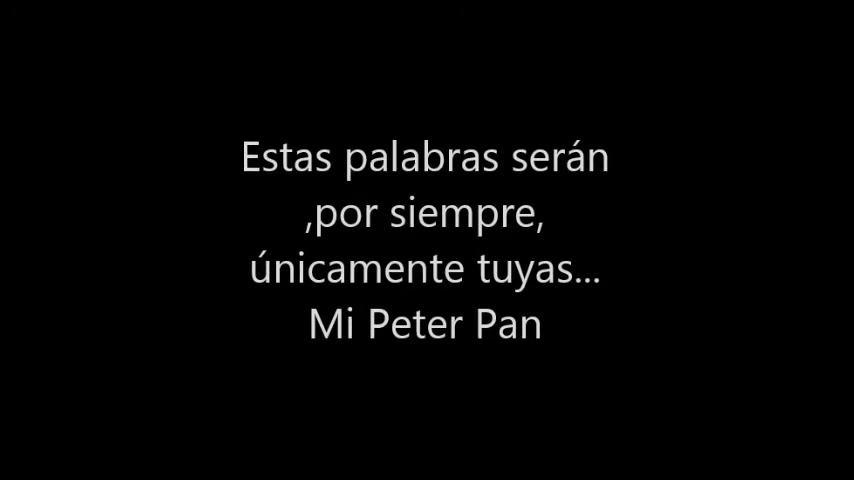 Estas palabras serán
,por siempre,
únicamente tuyas...
Mi Peter Pan